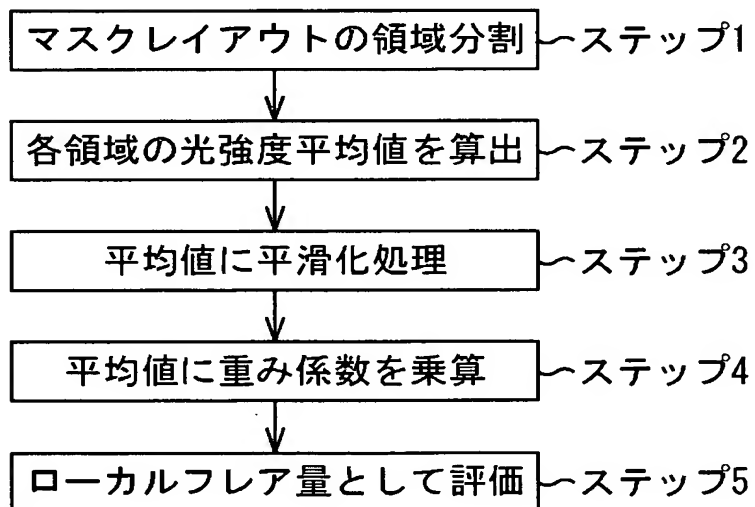 マスクレイアウトの領域分割 ステップ1
各領域の光強度平均値を算出 ステップ2
平均値に平滑化処理 ステップ3
平均値に重み係数を乗算 ステップ4
ローカルフレア量として評価 ステップ5